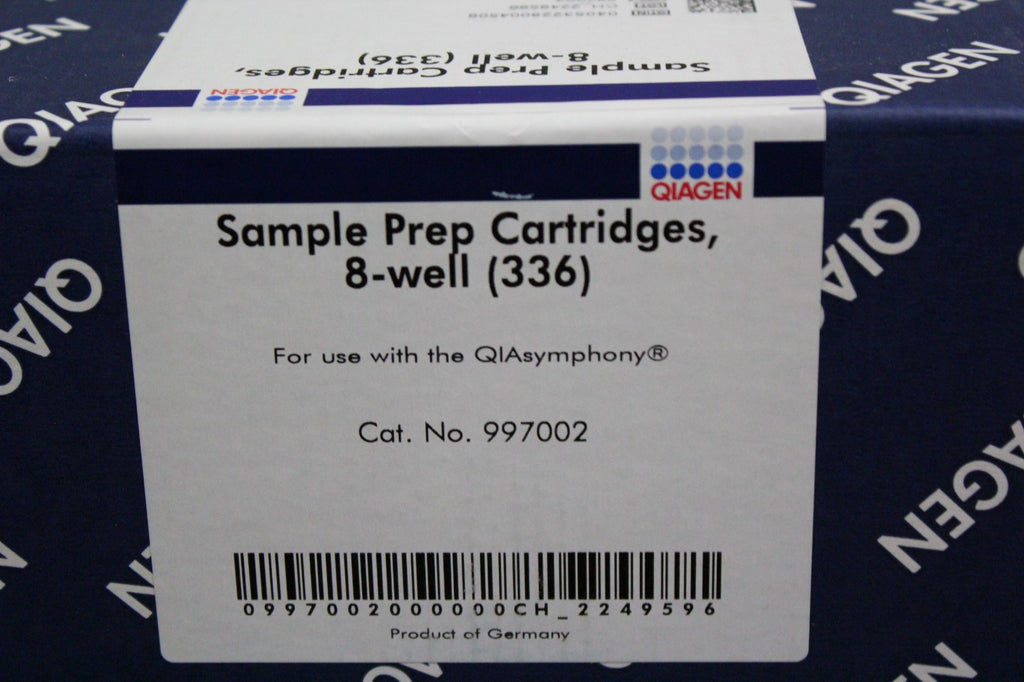 Sample Prep Cartridges,
8-well (336)
QIAGEN
QIAGEN
Sample Prep Cartridges,
8-well (336)
For use with the QIAsymphony®
Cat. No. 997002
0997002000000CH_2249596
Product of Germany
QIAGEN
QIAGEN
QIAGEN
QIAGEN
QIAGEN